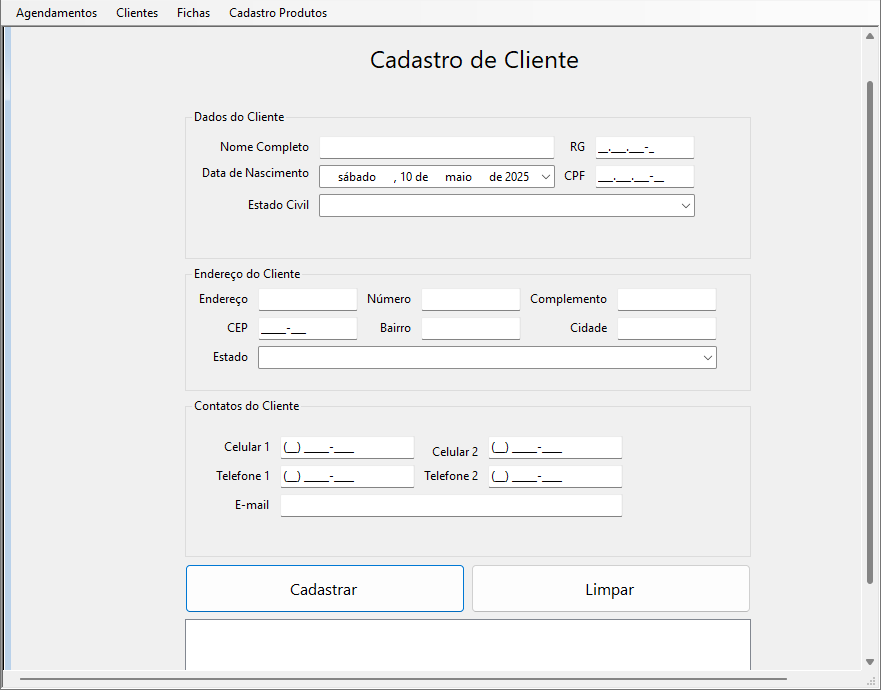 Agendamentos Clientes Fichas Cadastro Produtos
Cadastro de Cliente
Dados do Cliente
Nome Completo RG __.___.___-_
Data de Nascimento sábado , 10 de maio de 2025 CPF ___.___.___-__
Estado Civil
Endereço do Cliente
Endereço Número Complemento
CEP _____-___ Bairro Cidade
Estado
Contatos do Cliente
Celular 1 (__) _____-____ Celular 2 (__) _____-____
Telefone 1 (__) _____-____ Telefone 2 (__) _____-____
E-mail
Cadastrar Limpar